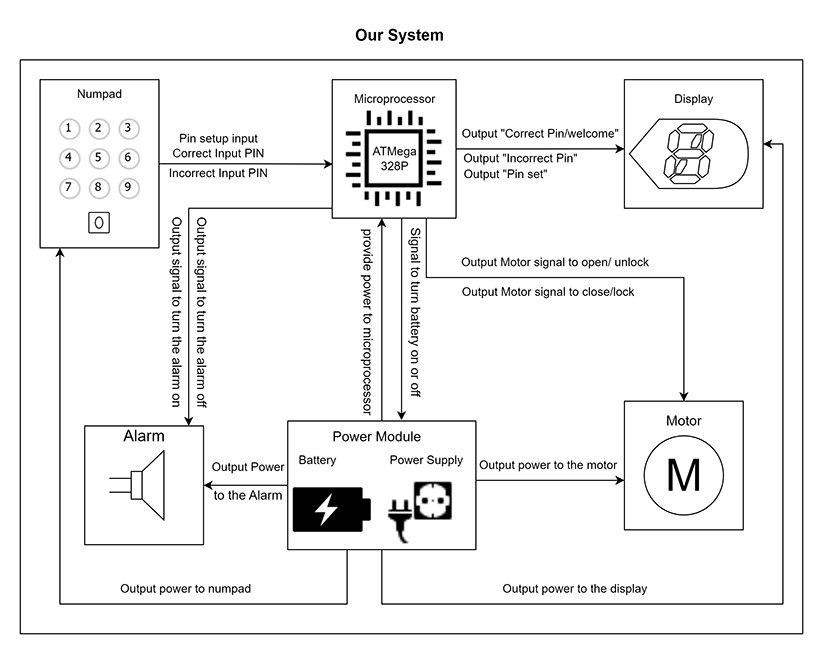 Our System
Numpad
1 2 3
4 5 6
7 8 9
0
Pin setup input
Correct Input PIN
Incorrect Input PIN
Microprocessor
ATMega
328P
Output "Correct Pin/welcome"
Output "Incorrect Pin"
Output "Pin set"
Display
Output signal to turn the alarm on
Output signal to turn the alarm off
provide power to microprocessor
Signal to turn battery on or off
Output Motor signal to open/ unlock
Output Motor signal to close/lock
Alarm
Output Power
to the Alarm
Power Module
Battery
Power Supply
Output power to the motor
Motor
M
Output power to numpad
Output power to the display